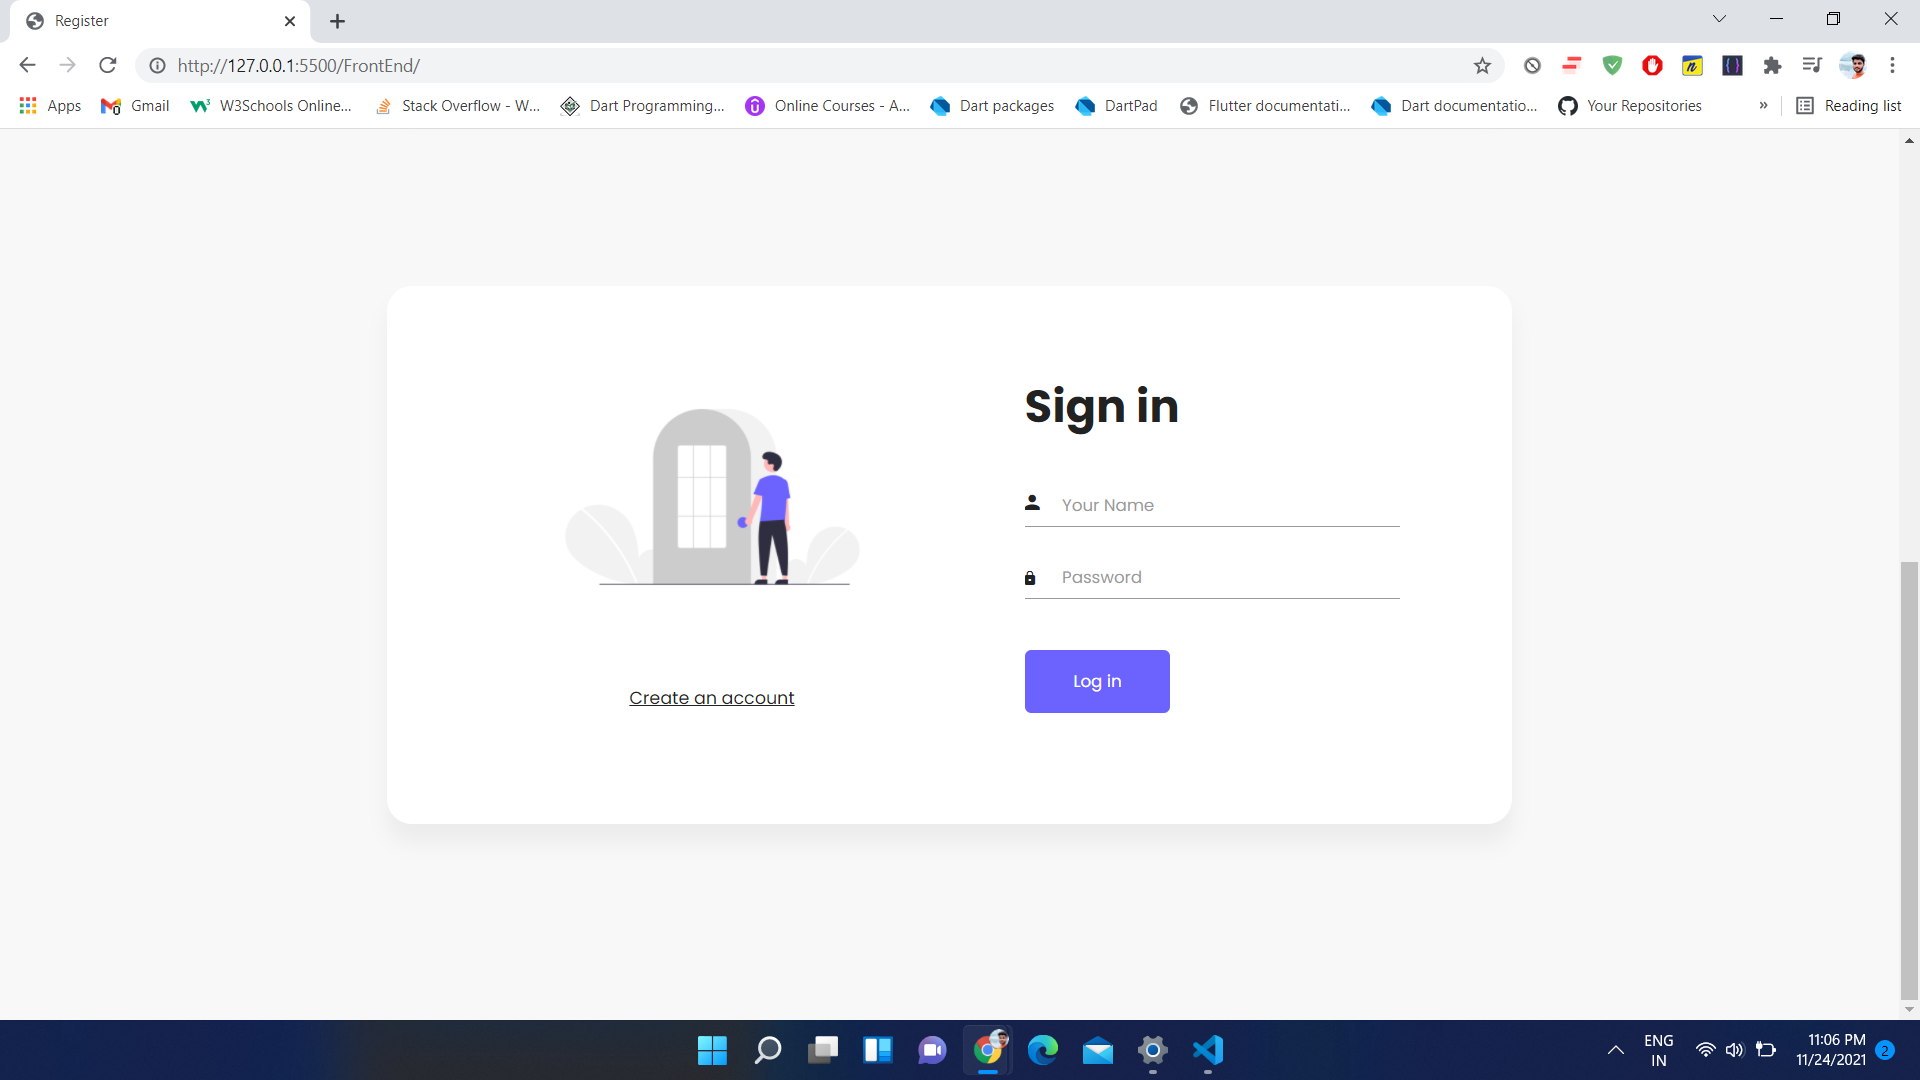 Register
http://127.0.0.1:5500/FrontEnd/
Apps
Gmail
W3Schools Online...
Stack Overflow - W...
Dart Programming...
Online Courses - A...
Dart packages
DartPad
Flutter documentati...
Dart documentatio...
Your Repositories
»
Reading list
Sign in
Your Name
Password
Create an account
Log in
ENG
IN
11:06 PM
11/24/2021
2